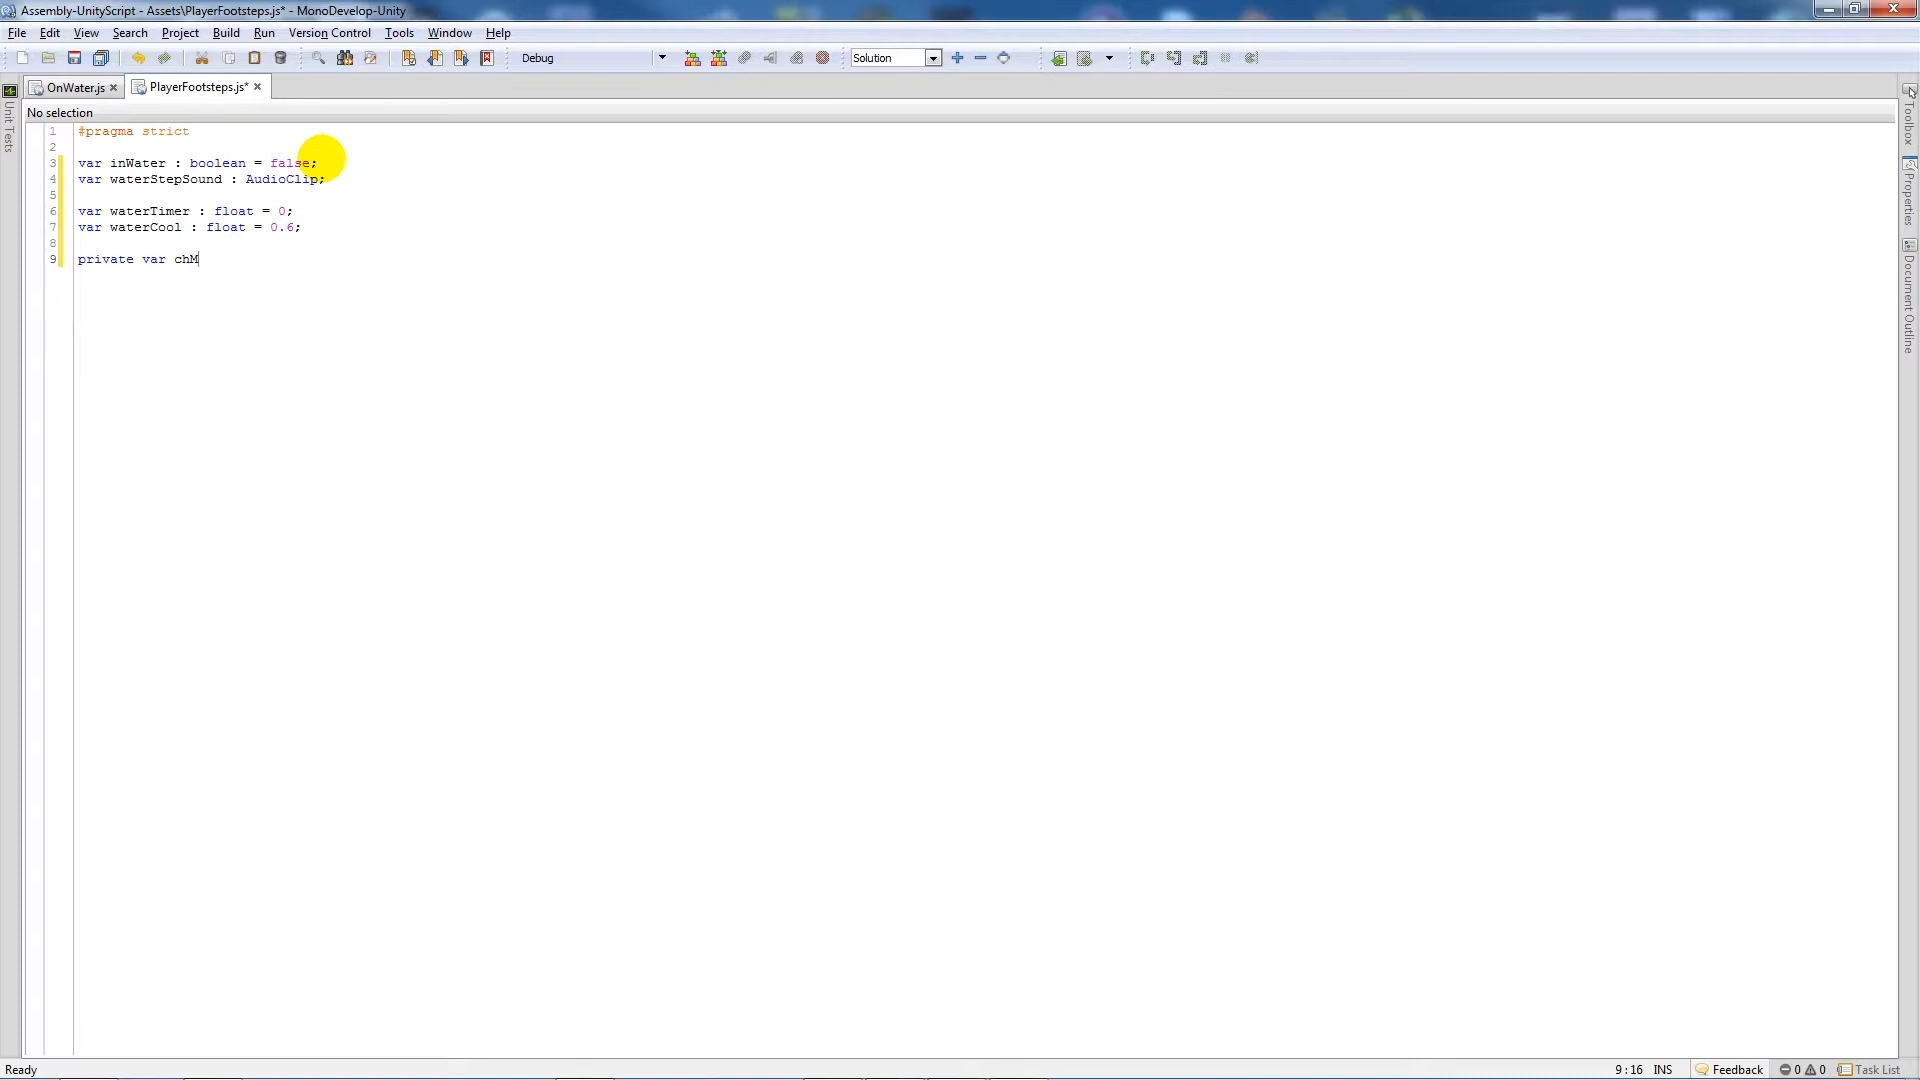 Assembly-UnityScript - Assets\PlayerFootsteps.js* - MonoDevelop-Unity
File Edit View Search Project Build Run Version Control Tools Window Help
Debug Solution
OnWater.js PlayerFootsteps.js*
No selection
1 #pragma strict
2
3 var inWater : boolean = false;
4 var waterStepSound : AudioClip;
5
6 var waterTimer : float = 0;
7 var waterCool : float = 0.6;
8
9 private var chM
Unit Tests
Toolbox
Properties
Document Outline
Ready 9 : 16 INS Feedback 0 0 Task List